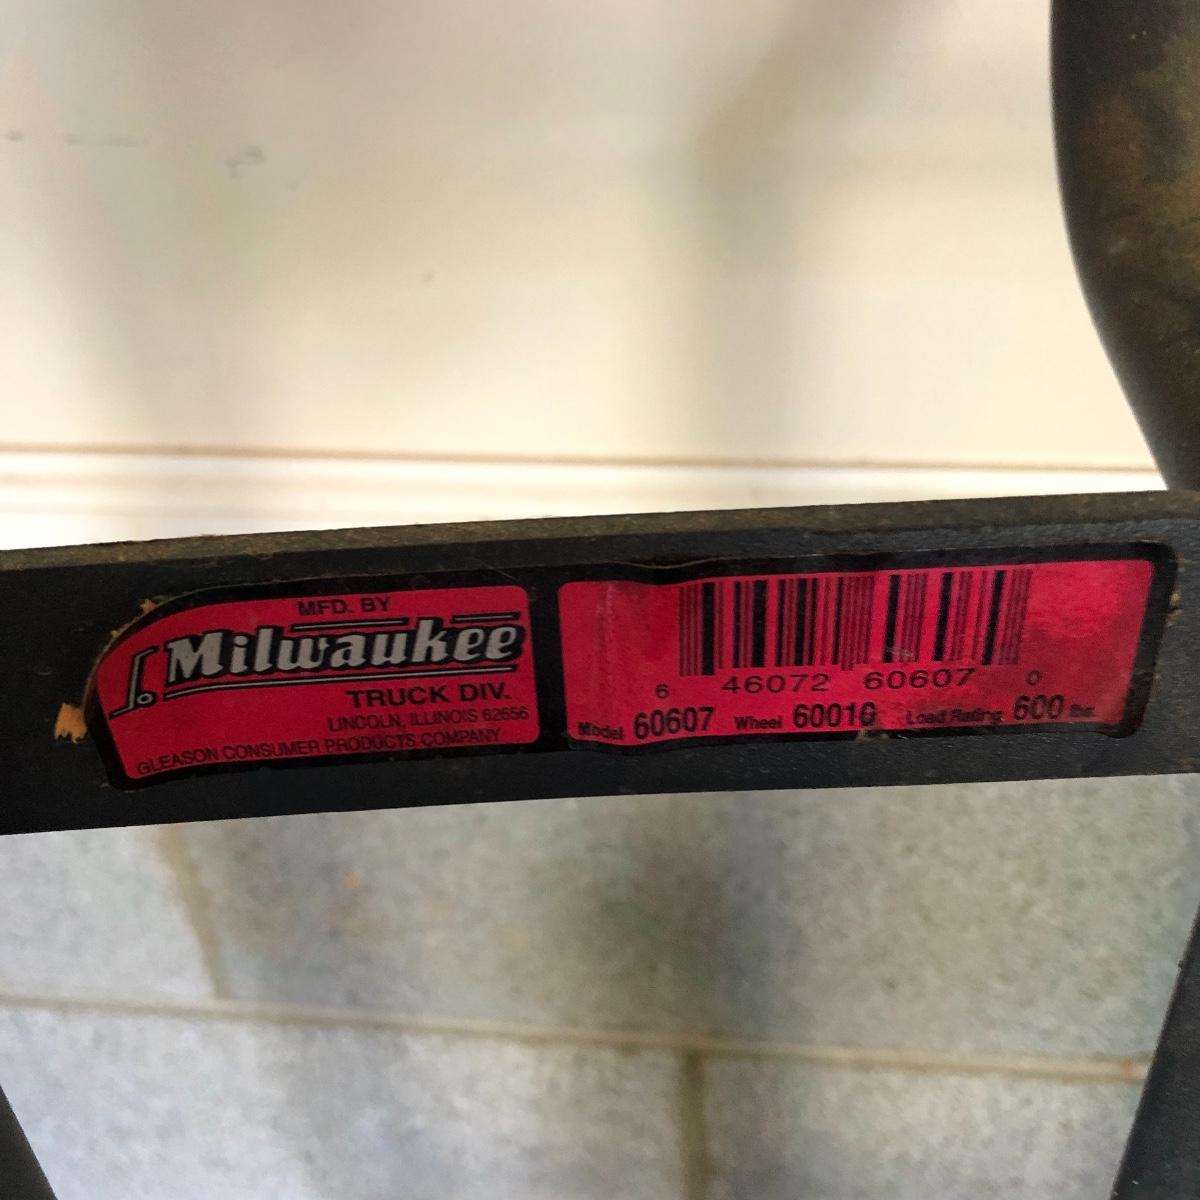 MFD. BY
Milwaukee
TRUCK DIV.
LINCOLN, ILLINOIS 62656
GLEASON CONSUMER PRODUCTS COMPANY
6 46072 60607 0
Model 60607 Wheel 60010 Load Rating 600 lbs.